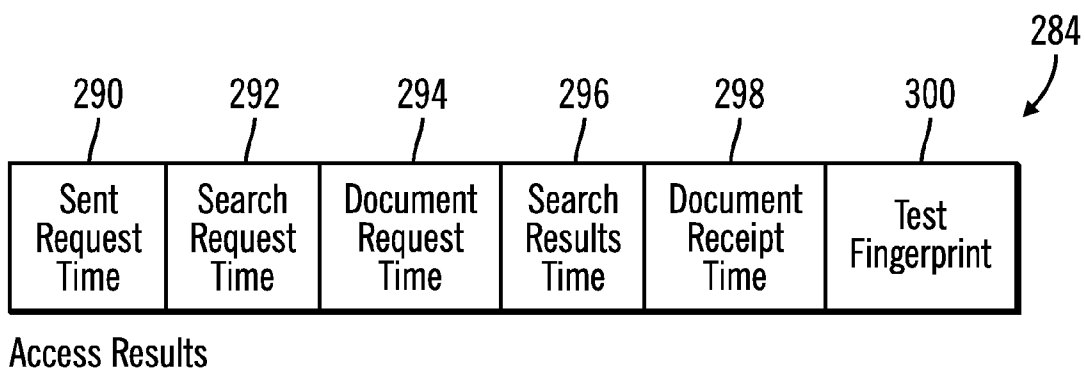 284
290 292 294 296 298 300
Sent Search Document Search Document Test
Request Request Request Results Receipt Fingerprint
Time Time Time Time Time
Access Results